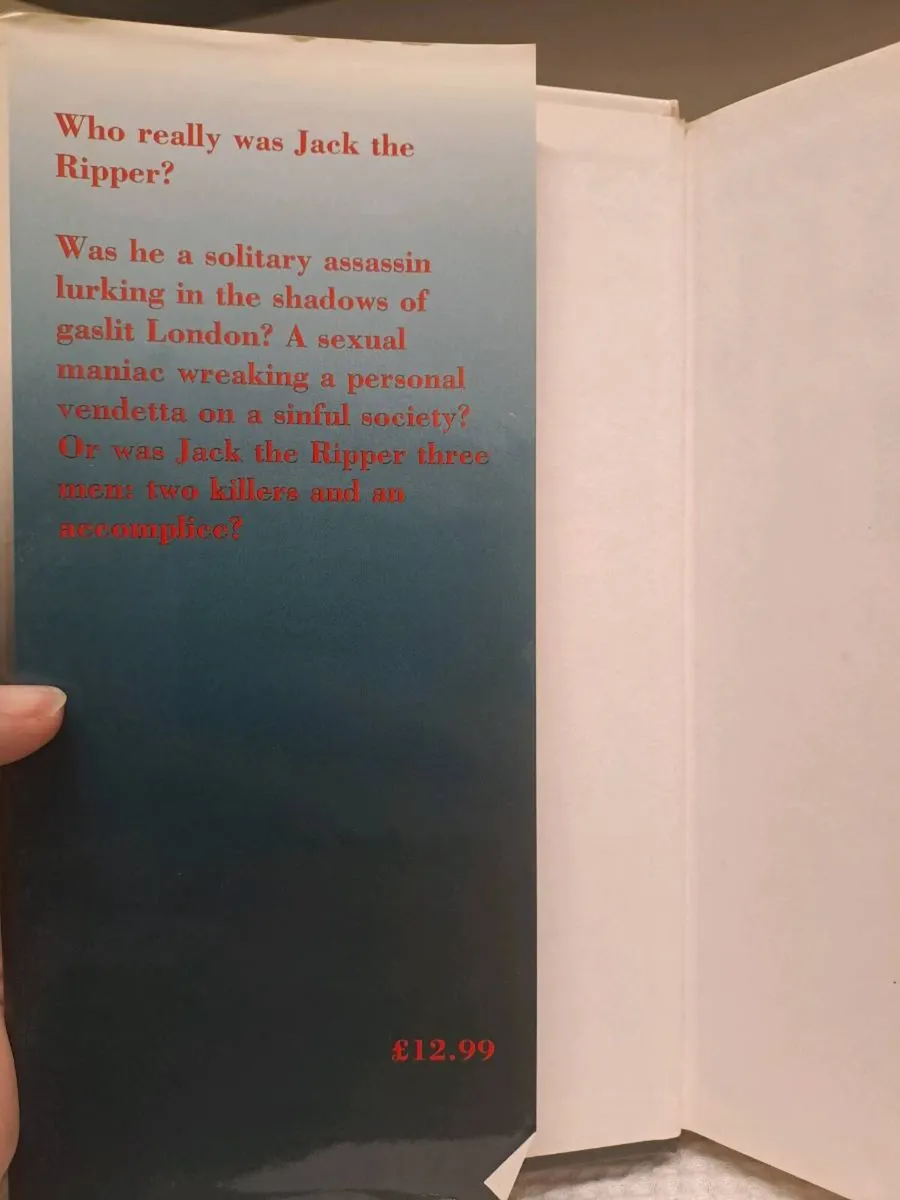 Who really was Jack the
Ripper?
Was he a solitary assassin
lurking in the shadows of
gaslit London? A sexual
maniac wreaking a personal
vendetta on a sinful society?
Or was Jack the Ripper three
men: two killers and an
accomplice?
£12.99